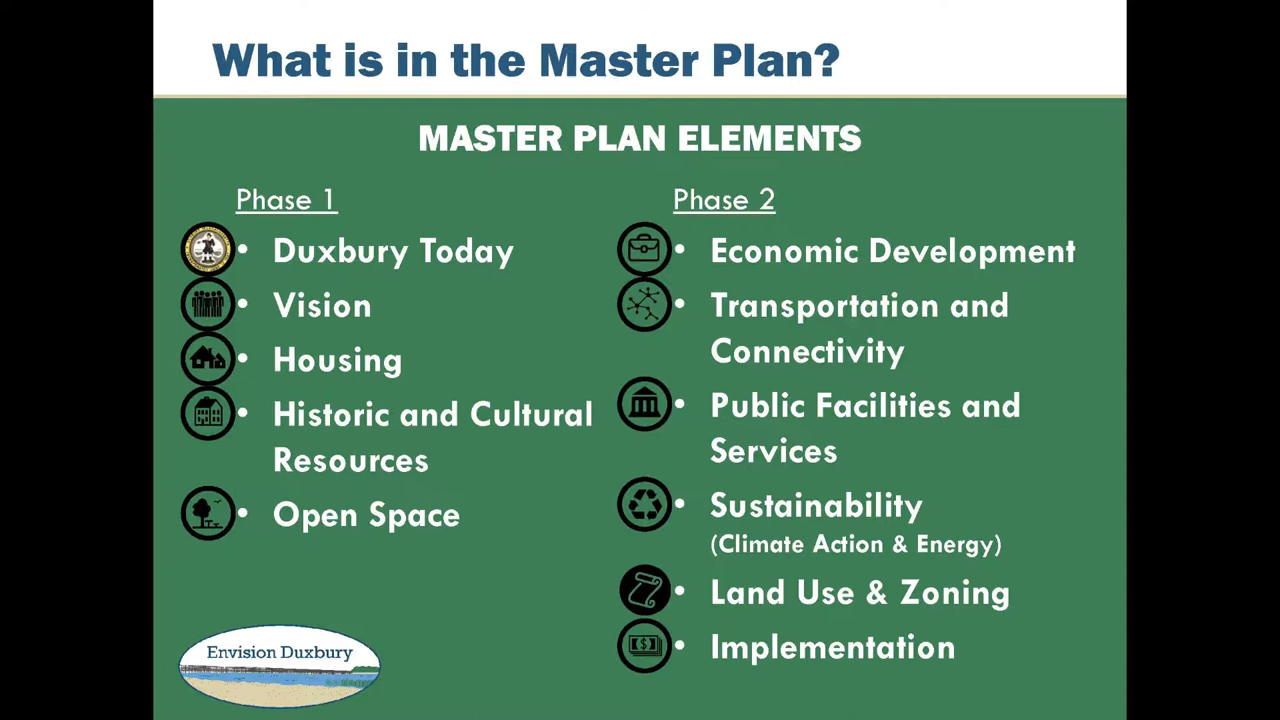 What is in the Master Plan?
MASTER PLAN ELEMENTS
Phase 1
• Duxbury Today
• Vision
• Housing
• Historic and Cultural
Resources
• Open Space
Phase 2
• Economic Development
• Transportation and
Connectivity
• Public Facilities and
Services
• Sustainability
(Climate Action & Energy)
• Land Use & Zoning
• Implementation
Envision Duxbury